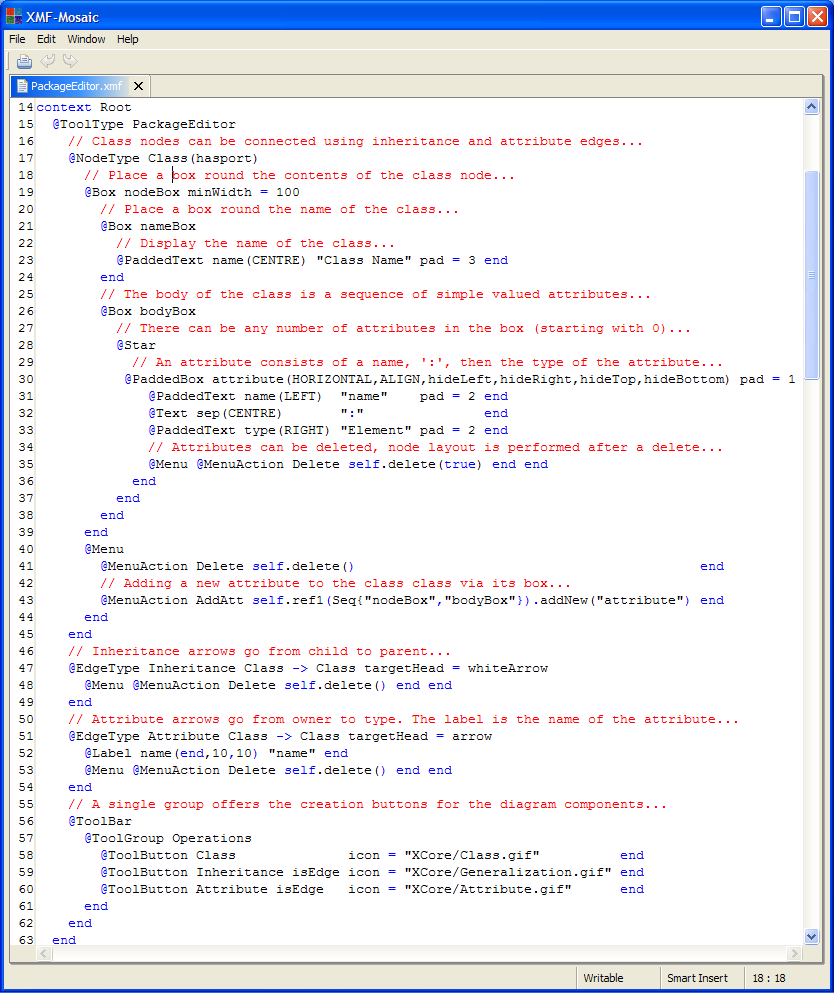 XMF-Mosaic
File Edit Window Help
PackageEditor.xmf
14 context Root
15   @ToolType PackageEditor
16     // Class nodes can be connected using inheritance and attribute edges...
17     @NodeType Class(hasport)
18       // Place a box round the contents of the class node...
19       @Box nodeBox minWidth = 100
20         // Place a box round the name of the class...
21         @Box nameBox
22           // Display the name of the class...
23           @PaddedText name(CENTRE) "Class Name" pad = 3 end
24         end
25         // The body of the class is a sequence of simple valued attributes...
26         @Box bodyBox
27           // There can be any number of attributes in the box (starting with 0)...
28           @Star
29             // An attribute consists of a name, ':', then the type of the attribute...
30            @PaddedBox attribute(HORIZONTAL,ALIGN,hideLeft,hideRight,hideTop,hideBottom) pad = 1
31               @PaddedText name(LEFT)  "name"    pad = 2 end
32               @Text sep(CENTRE)       ":"               end
33               @PaddedText type(RIGHT) "Element" pad = 2 end
34               // Attributes can be deleted, node layout is performed after a delete...
35               @Menu @MenuAction Delete self.delete(true) end end
36             end
37           end
38         end
39       end
40       @Menu
41         @MenuAction Delete self.delete()                                           end
42         // Adding a new attribute to the class class via its box...
43         @MenuAction AddAtt self.ref1(Seq{"nodeBox","bodyBox"}).addNew("attribute") end
44       end
45     end
46     // Inheritance arrows go from child to parent...
47     @EdgeType Inheritance Class -> Class targetHead = whiteArrow
48       @Menu @MenuAction Delete self.delete() end end
49     end
50     // Attribute arrows go from owner to type. The label is the name of the attribute...
51     @EdgeType Attribute Class -> Class targetHead = arrow
52       @Label name(end,10,10) "name" end
53       @Menu @MenuAction Delete self.delete() end end
54     end
55     // A single group offers the creation buttons for the diagram components...
56     @ToolBar
57       @ToolGroup Operations
58         @ToolButton Class              icon = "XCore/Class.gif"          end
59         @ToolButton Inheritance isEdge icon = "XCore/Generalization.gif" end
60         @ToolButton Attribute isEdge   icon = "XCore/Attribute.gif"      end
61       end
62     end
63   end
Writable Smart Insert 18 : 18